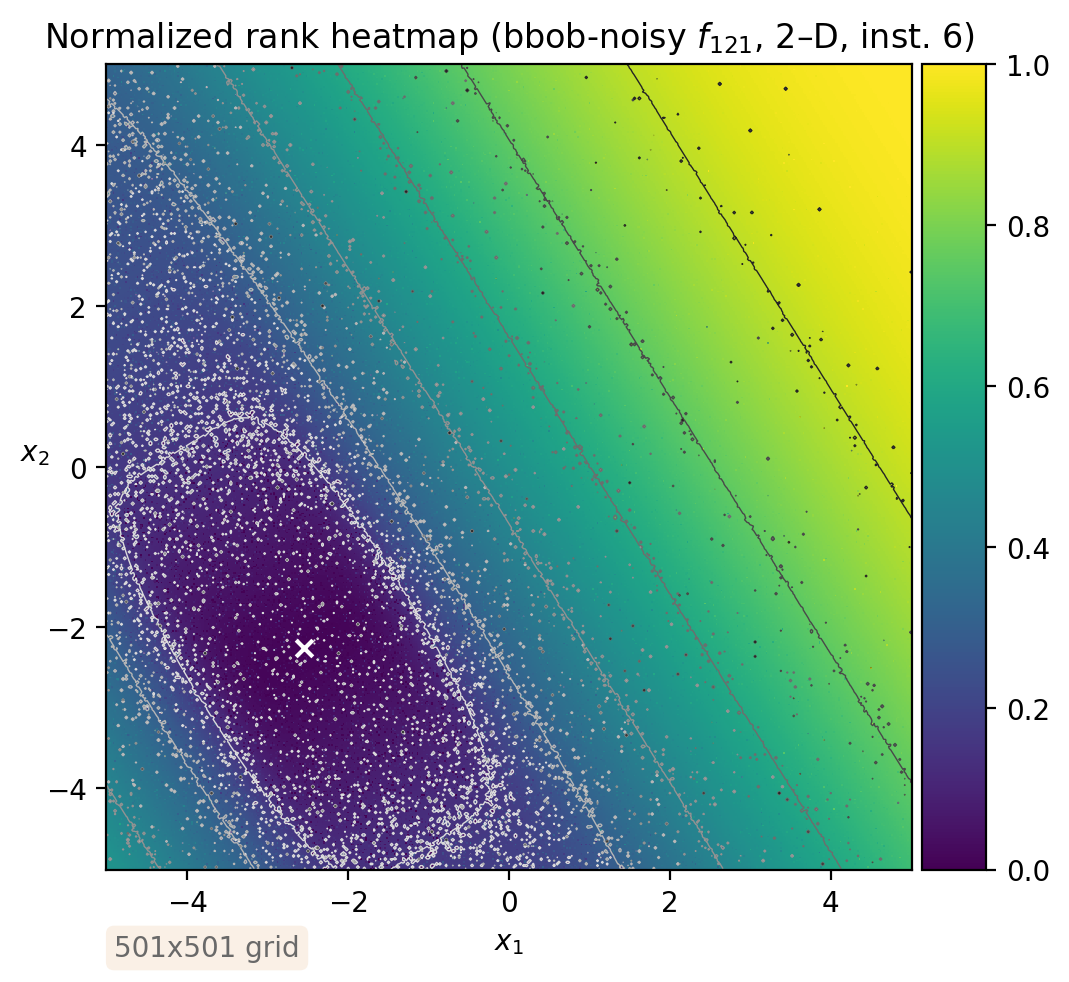 Normalized rank heatmap (bbob-noisy f₁₂₁, 2–D, inst. 6)
1.0
0.8
0.6
0.4
0.2
0.0
4
2
0
−2
−4
x₂
−4 −2 0 2 4
x₁
501x501 grid